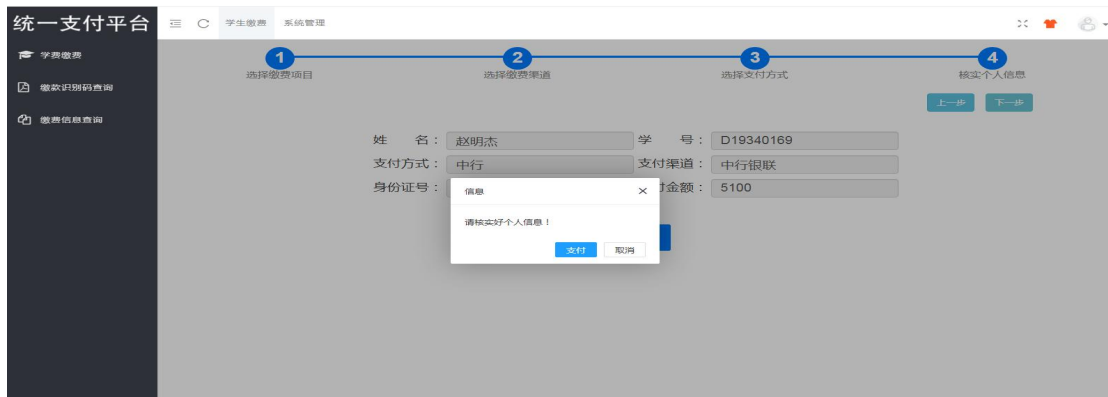 统一支付平台
学生缴费 系统管理
学费缴费
缴款识别码查询
缴费信息查询
1 2 3 4
选择缴费项目 选择缴费渠道 选择支付方式 核实个人信息
上一步 下一步
姓 名： 赵明杰 学 号： D19340169
支付方式： 中行 支付渠道： 中行银联
身份证号： 付金额： 5100
信息
请核实好个人信息！
支付 取消